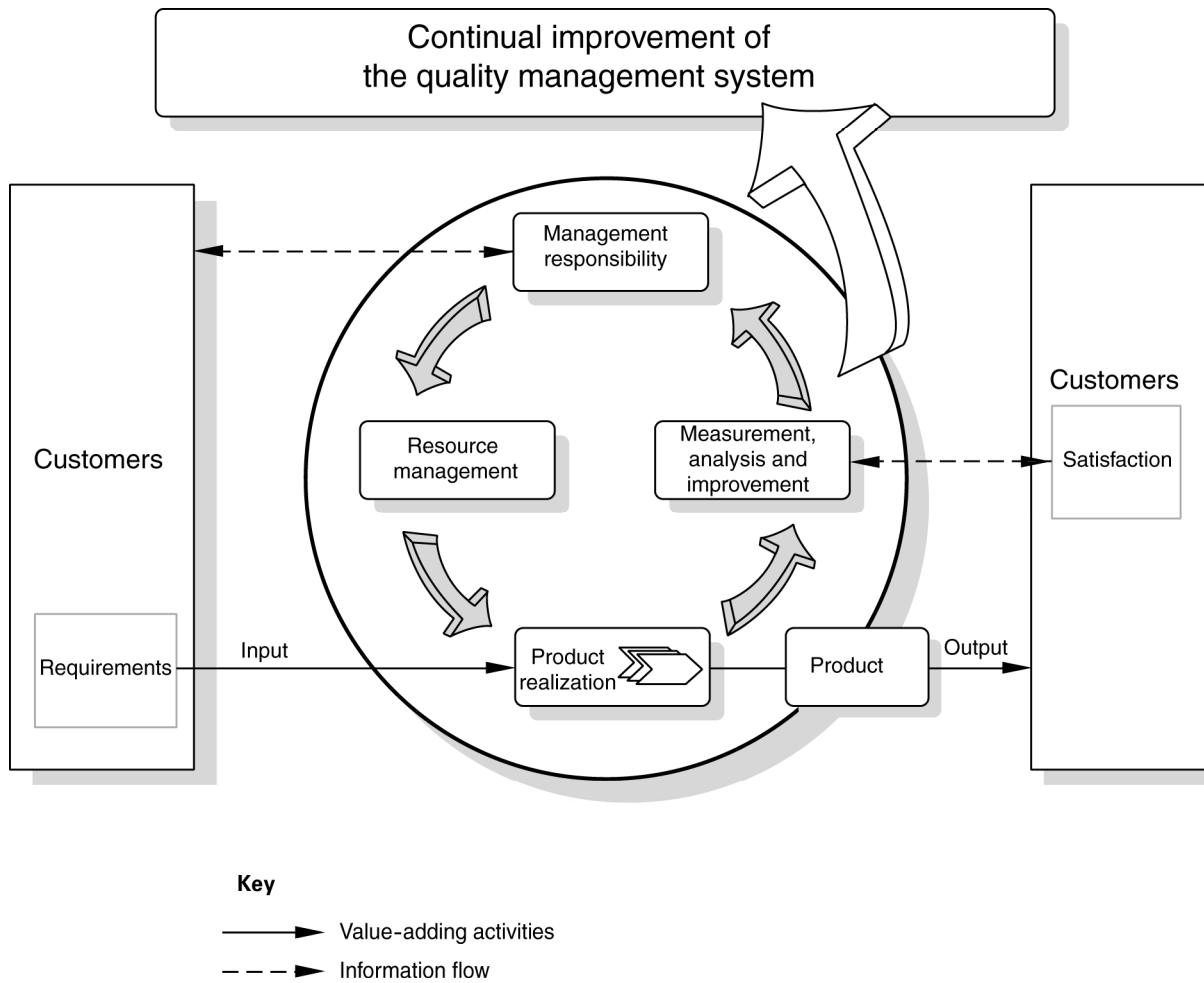 Continual improvement of
the quality management system
Management
responsibility
Customers
Customers
Resource
management
Measurement,
analysis and
improvement
Satisfaction
Requirements
Input
Product
realization
Product
Output
Key
Value-adding activities
Information flow